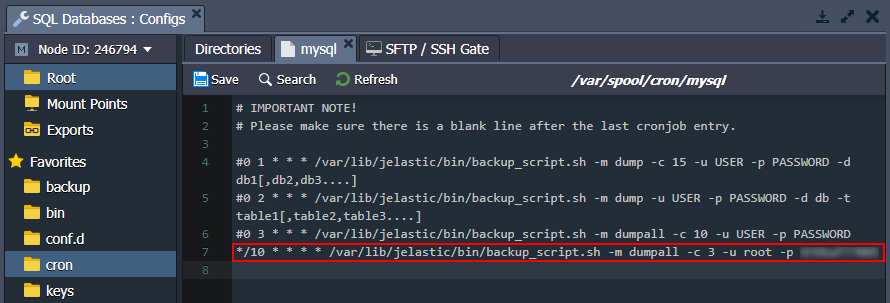 SQL Databases : Configs
Node ID: 246794
Root
Mount Points
Exports
Favorites
backup
bin
conf.d
cron
keys
Directories
mysql
SFTP / SSH Gate
Save
Search
Refresh
/var/spool/cron/mysql
1 # IMPORTANT NOTE!
2 # Please make sure there is a blank line after the last cronjob entry.
3
4 #0 1 * * * /var/lib/jelastic/bin/backup_script.sh -m dump -c 15 -u USER -p PASSWORD -d
db1[,db2,db3....]
5 #0 2 * * * /var/lib/jelastic/bin/backup_script.sh -m dump -u USER -p PASSWORD -d db -t
table1[,table2,table3....]
6 #0 3 * * * /var/lib/jelastic/bin/backup_script.sh -m dumpall -c 10 -u USER -p PASSWORD
7 */10 * * * * /var/lib/jelastic/bin/backup_script.sh -m dumpall -c 3 -u root -p
8